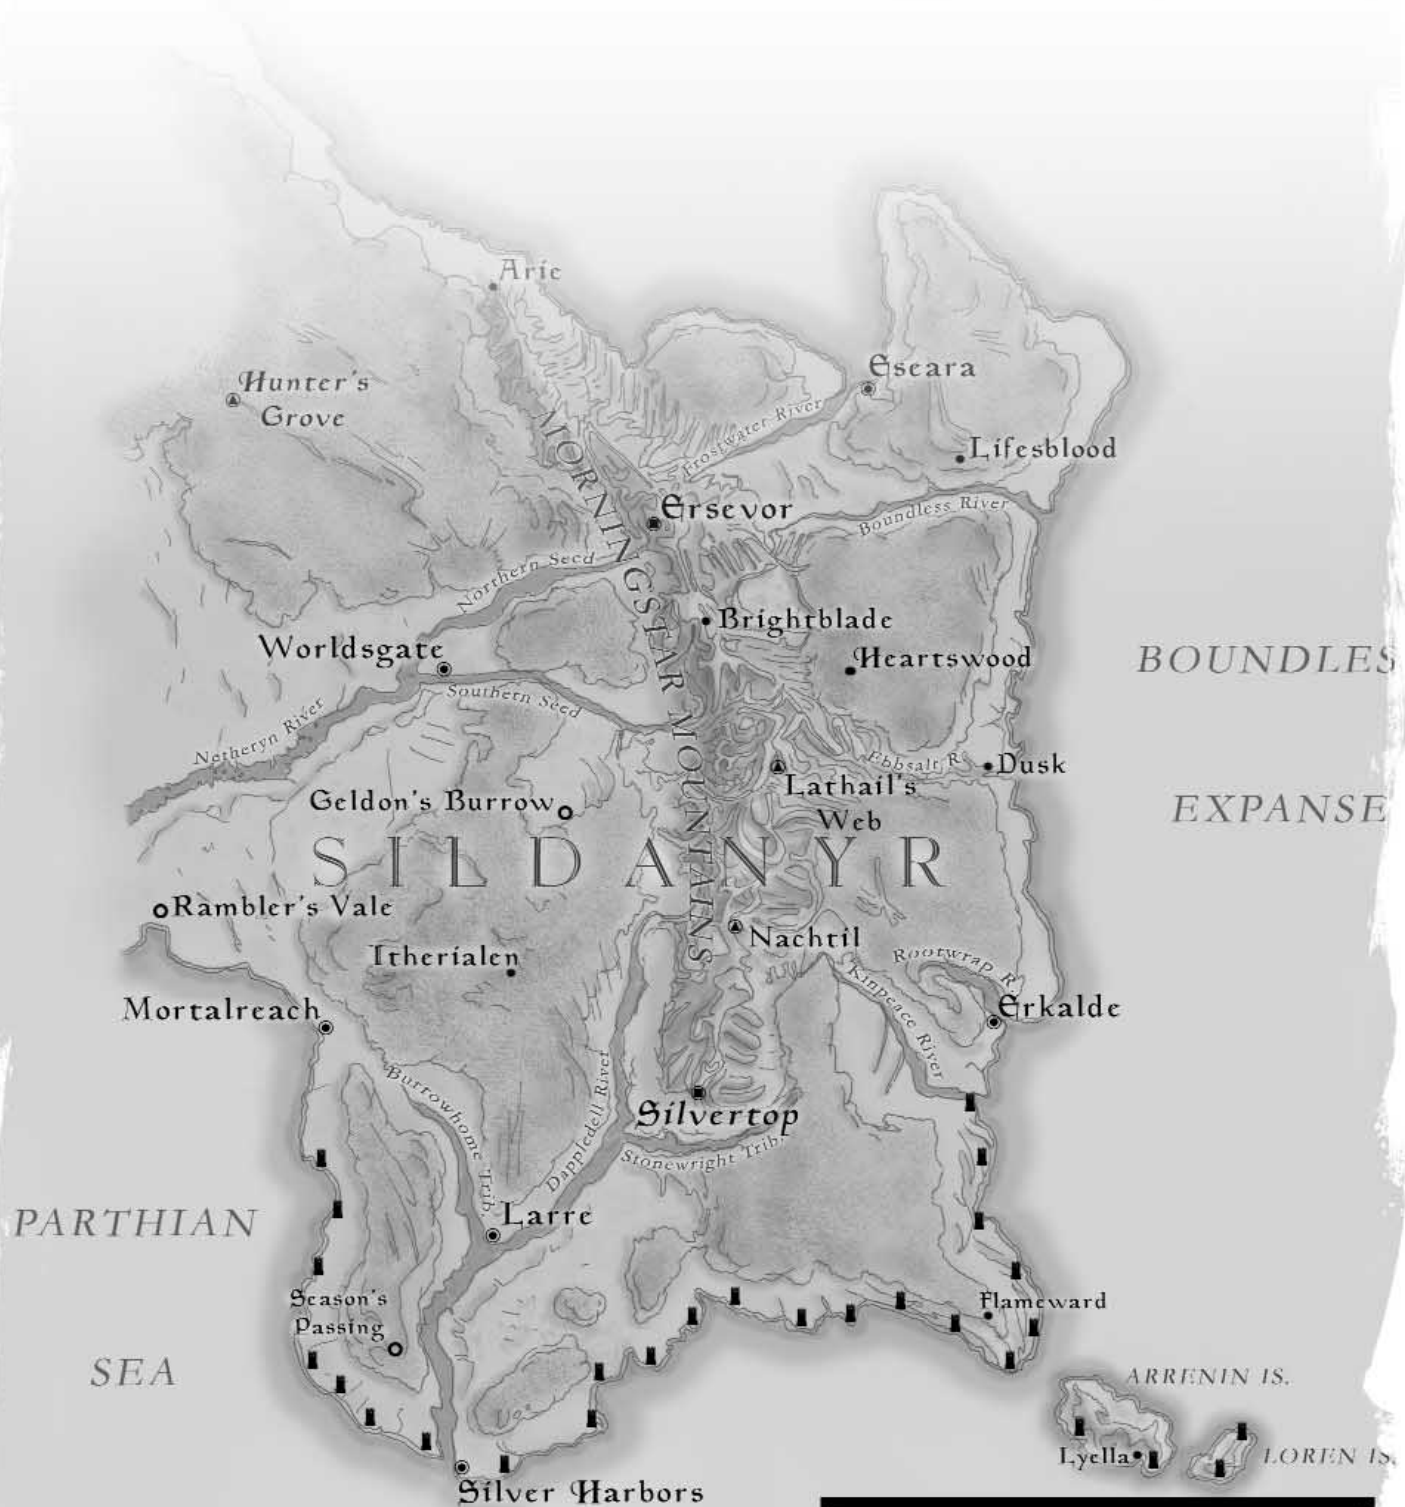 Arie
Hunter's
Grove
Eseara
Frostwater River
Lifesblood
MORNINGSTAR MOUNTAINS
Ersevor
Boundless River
Northern Seed
Brightblade
Worldsgate
Heartswood
BOUNDLES
Southern Seed
Netheryn River
Ebbsalt R.
Dusk
Lathail's
Web
Geldon's Burrow
EXPANSE
SILDANYR
Rambler's Vale
Nachtil
Itherialen
Rootwrap R.
Kinpeace River
Mortalreach
Erkalde
Burrowhome Trib.
Dappledell River
Silvertop
Stonewright Trib.
PARTHIAN
Larre
Season's
Passing
Flameward
SEA
ARRENIN IS.
Lyella
LOREN IS.
Silver Harbors